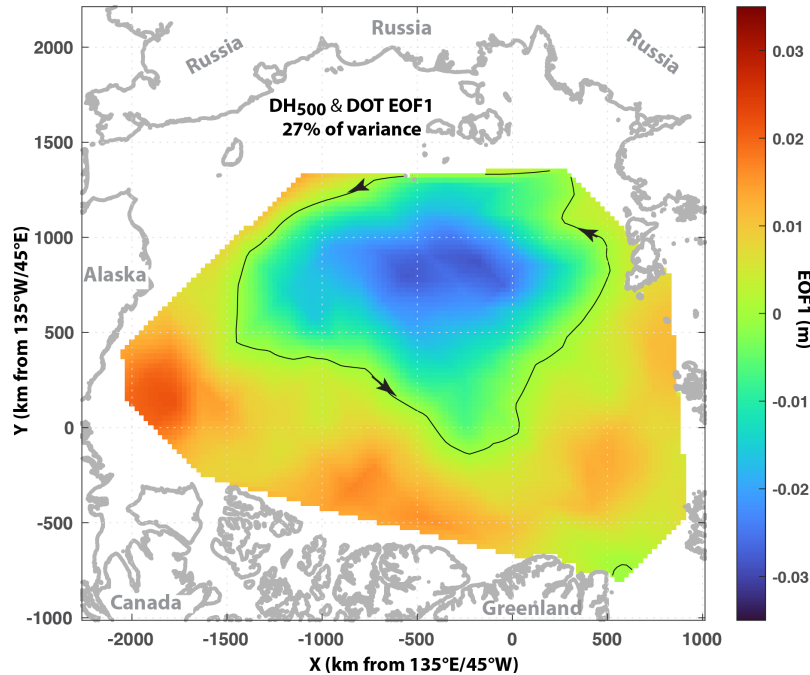 Russia
Russia
Russia
DH500 & DOT EOF1
27% of variance
Alaska
Canada
Greenland
Y (km from 135°W/45°E)
2000
1500
1000
500
0
-500
-1000
-2000 -1500 -1000 -500 0 500 1000
X (km from 135°E/45°W)
0.03
0.02
0.01
0
-0.01
-0.02
-0.03
EOF1 (m)